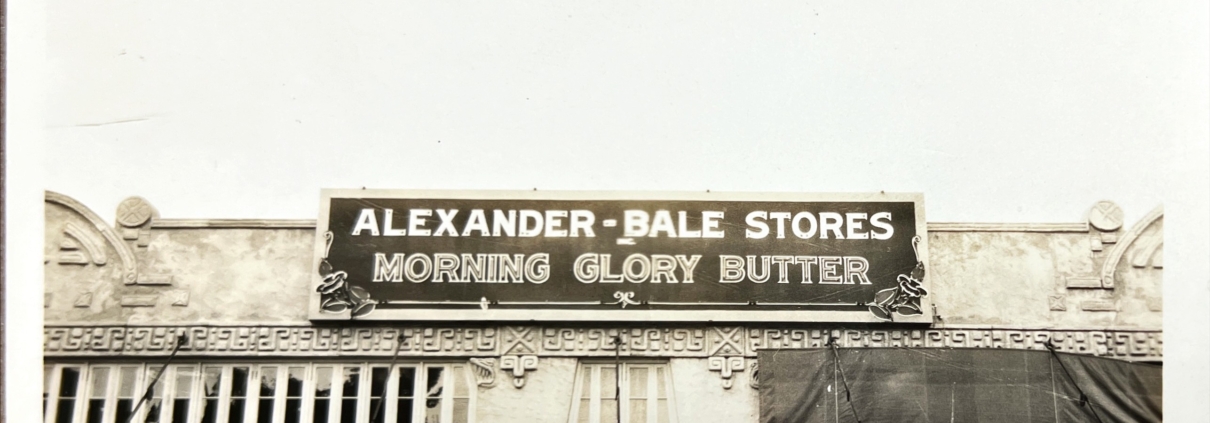 ALEXANDER-BALE STORES
MORNING GLORY BUTTER